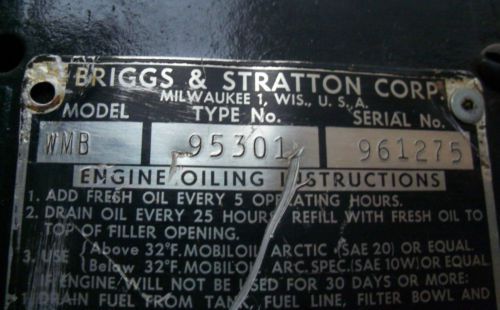 BRIGGS & STRATTON CORP
MILWAUKEE 1, WIS., U. S. A.
MODEL TYPE No. SERIAL No.
WMB 95301 961275
ENGINE OILING INSTRUCTIONS
1. ADD FRESH OIL EVERY 5 OPERATING HOURS.
2. DRAIN OIL EVERY 25 HOURS. REFILL WITH FRESH OIL TO
TOP OF FILLER OPENING.
3. USE {Above 32°F. MOBILOIL ARCTIC (SAE 20) OR EQUAL
{Below 32°F. MOBILOIL ARC. SPEC. (SAE 10W) OR EQUAL
IF ENGINE WILL NOT BE USED FOR 30 DAYS OR MORE:
1. DRAIN FUEL FROM TANK, FUEL LINE, FILTER BOWL AND